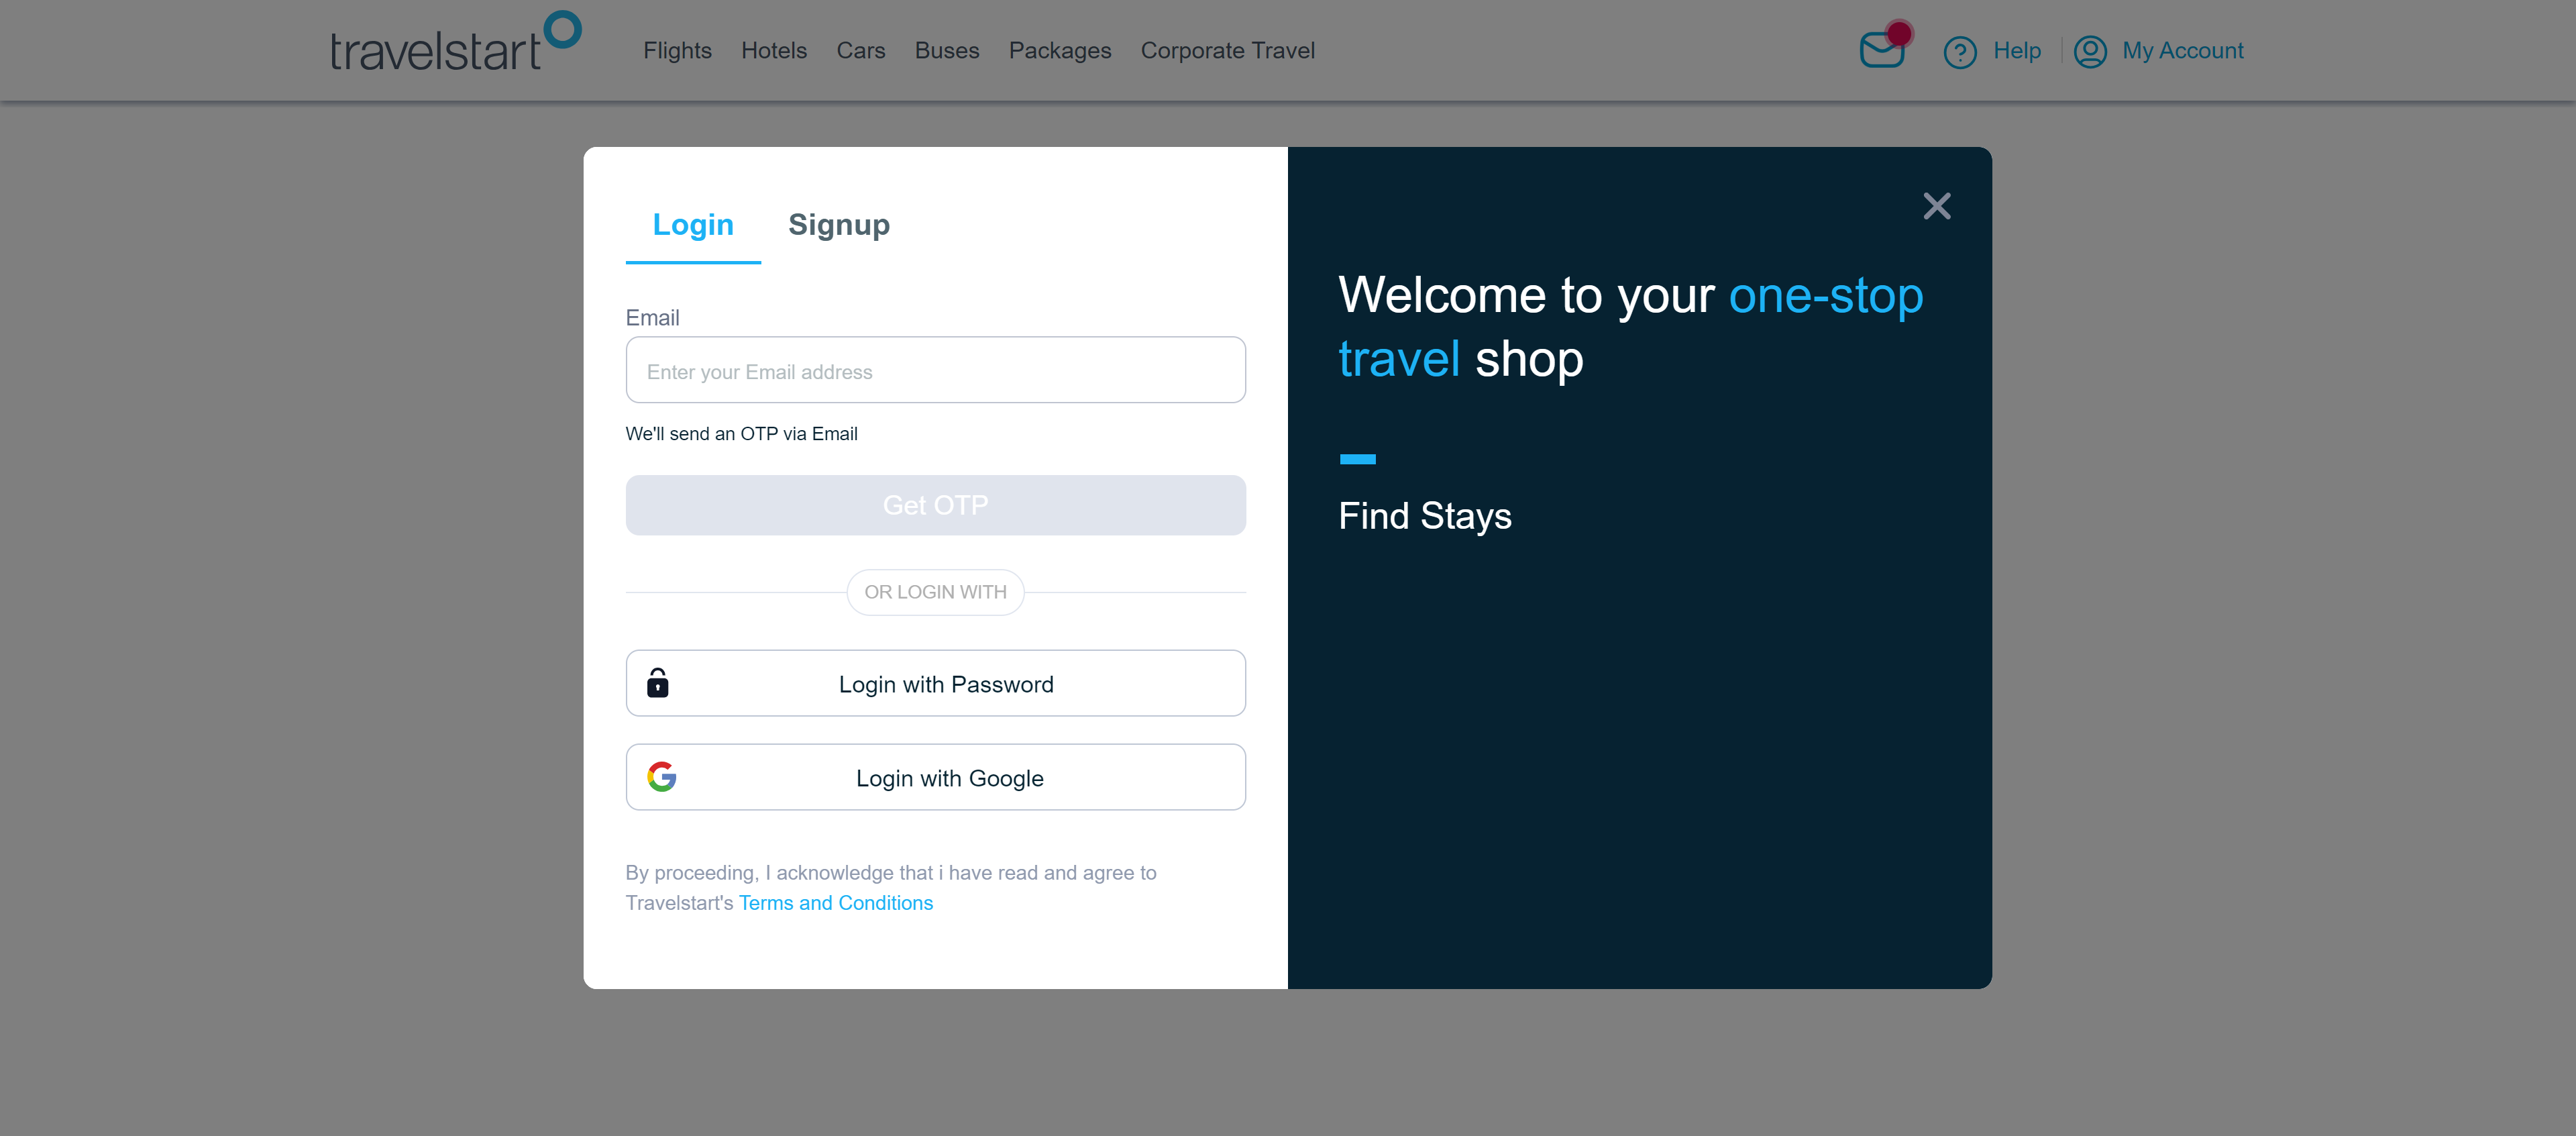 travelstart
Flights Hotels Cars Buses Packages Corporate Travel
Help My Account
Login Signup
Email
Enter your Email address
We'll send an OTP via Email
Get OTP
OR LOGIN WITH
Login with Password
Login with Google
By proceeding, I acknowledge that i have read and agree to
Travelstart's Terms and Conditions
Welcome to your one-stop
travel shop
Find Stays